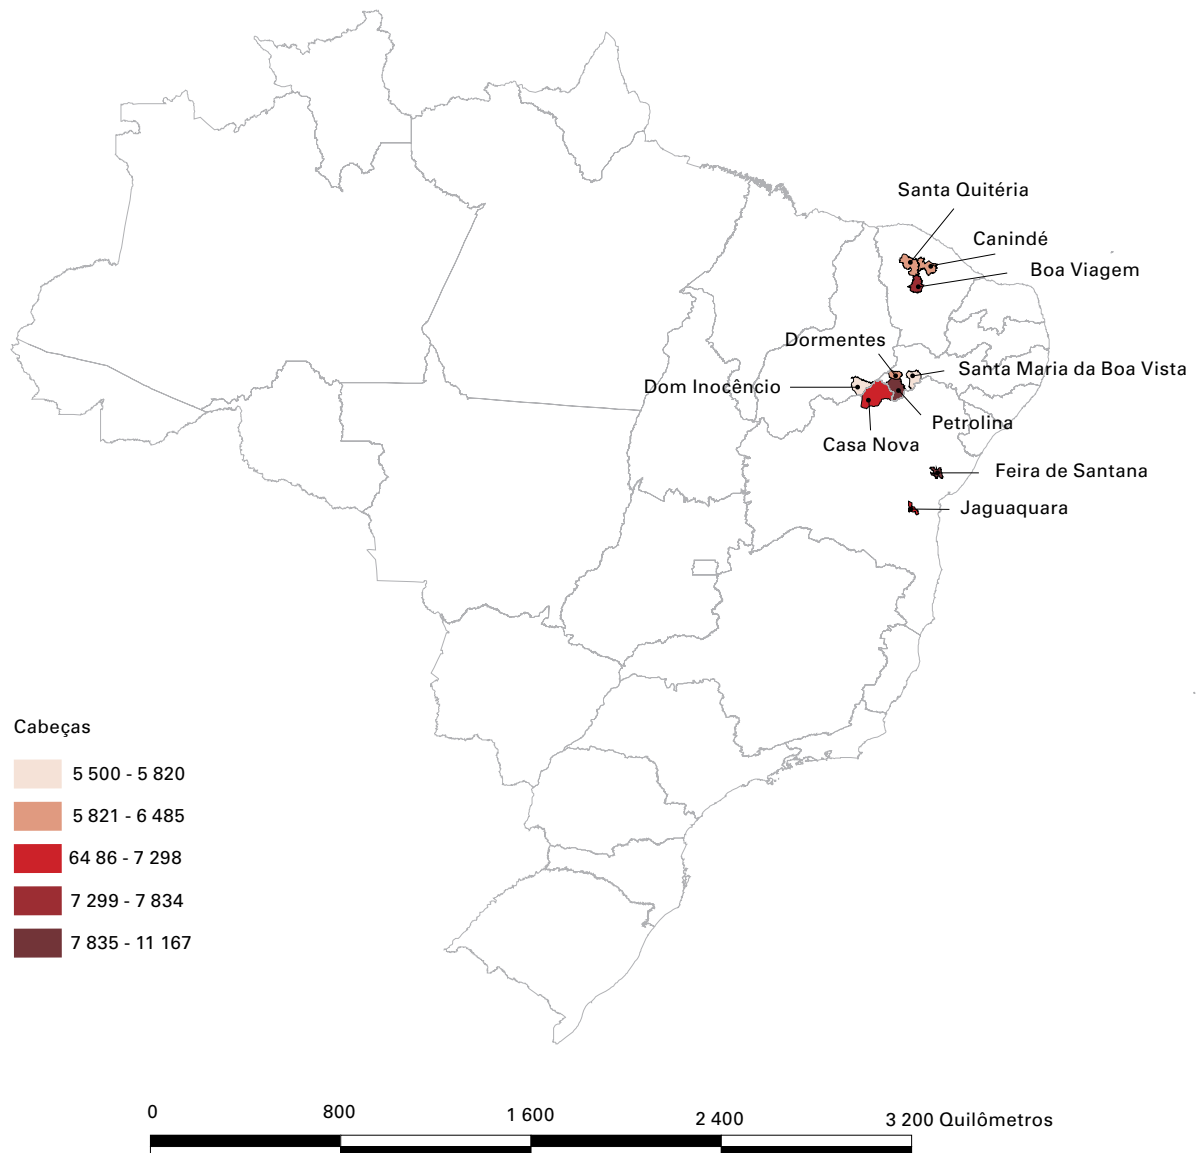 Santa Quitéria
Canindé
Boa Viagem
Dormentes
Santa Maria da Boa Vista
Dom Inocêncio
Petrolina
Casa Nova
Feira de Santana
Jaguaquara
Cabeças
5 500 - 5 820
5 821 - 6 485
64 86 - 7 298
7 299 - 7 834
7 835 - 11 167
0 800 1 600 2 400 3 200 Quilômetros